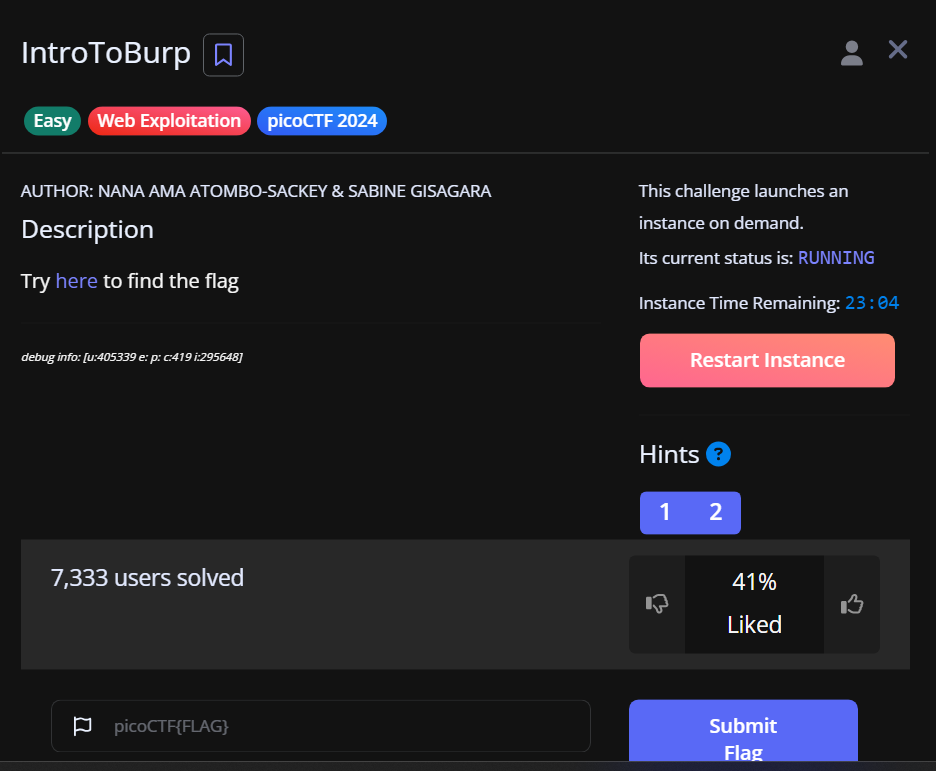 IntroToBurp
Easy Web Exploitation picoCTF 2024
AUTHOR: NANA AMA ATOMBO-SACKEY & SABINE GISAGARA
Description
Try here to find the flag
debug info: [u:405339 e: p: c:419 i:295648]
This challenge launches an
instance on demand.
Its current status is: RUNNING
Instance Time Remaining: 23:04
Restart Instance
Hints ?
1 2
7,333 users solved
41%
Liked
picoCTF{FLAG}
Submit
Flag